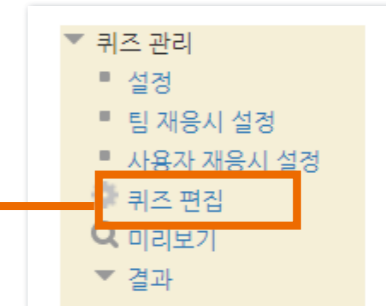 퀴즈 관리
설정
팀 재응시 설정
사용자 재응시 설정
퀴즈 편집
미리보기
결과